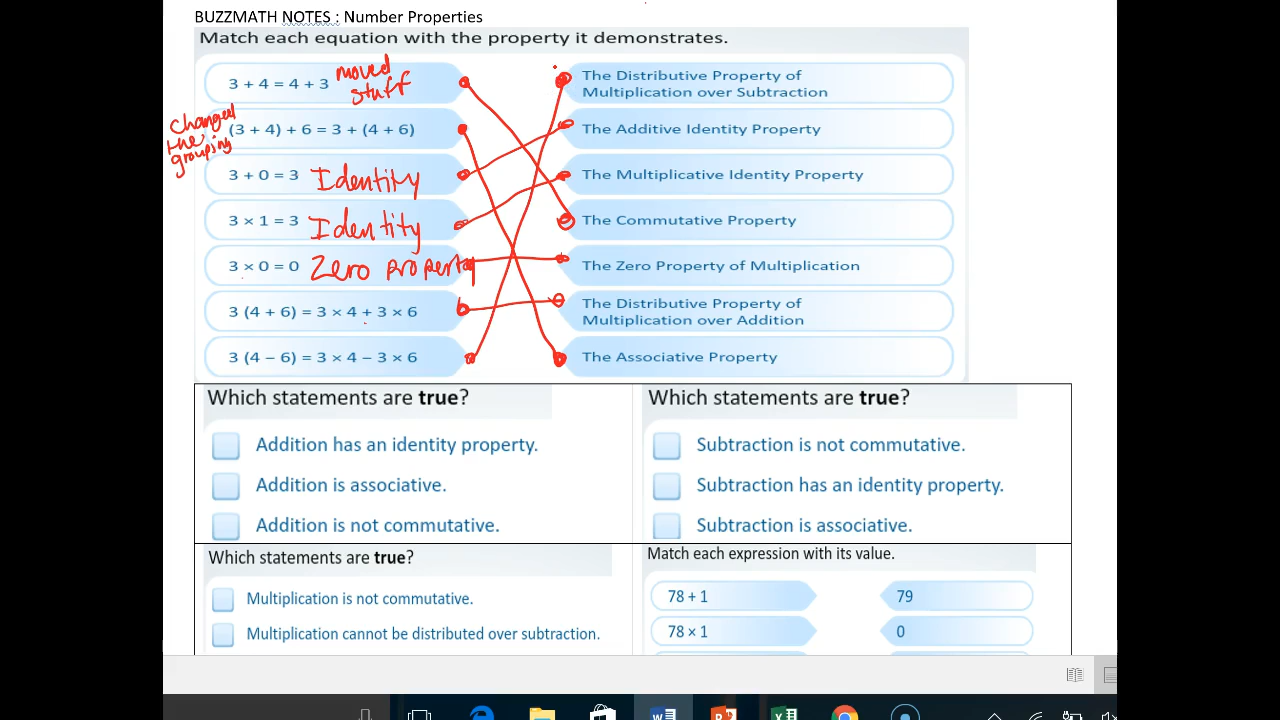 BUZZMATH NOTES : Number Properties
Match each equation with the property it demonstrates.
3 + 4 = 4 + 3
moved
stuff
The Distributive Property of
Multiplication over Subtraction
changed
the
grouping
(3 + 4) + 6 = 3 + (4 + 6)
The Additive Identity Property
3 + 0 = 3
Identity
The Multiplicative Identity Property
3 × 1 = 3
Identity
The Commutative Property
3 × 0 = 0
Zero property
The Zero Property of Multiplication
3 (4 + 6) = 3 × 4 + 3 × 6
The Distributive Property of
Multiplication over Addition
3 (4 − 6) = 3 × 4 − 3 × 6
The Associative Property
Which statements are true?
Addition has an identity property.
Addition is associative.
Addition is not commutative.
Which statements are true?
Subtraction is not commutative.
Subtraction has an identity property.
Subtraction is associative.
Which statements are true?
Multiplication is not commutative.
Multiplication cannot be distributed over subtraction.
Match each expression with its value.
78 + 1
79
78 × 1
0